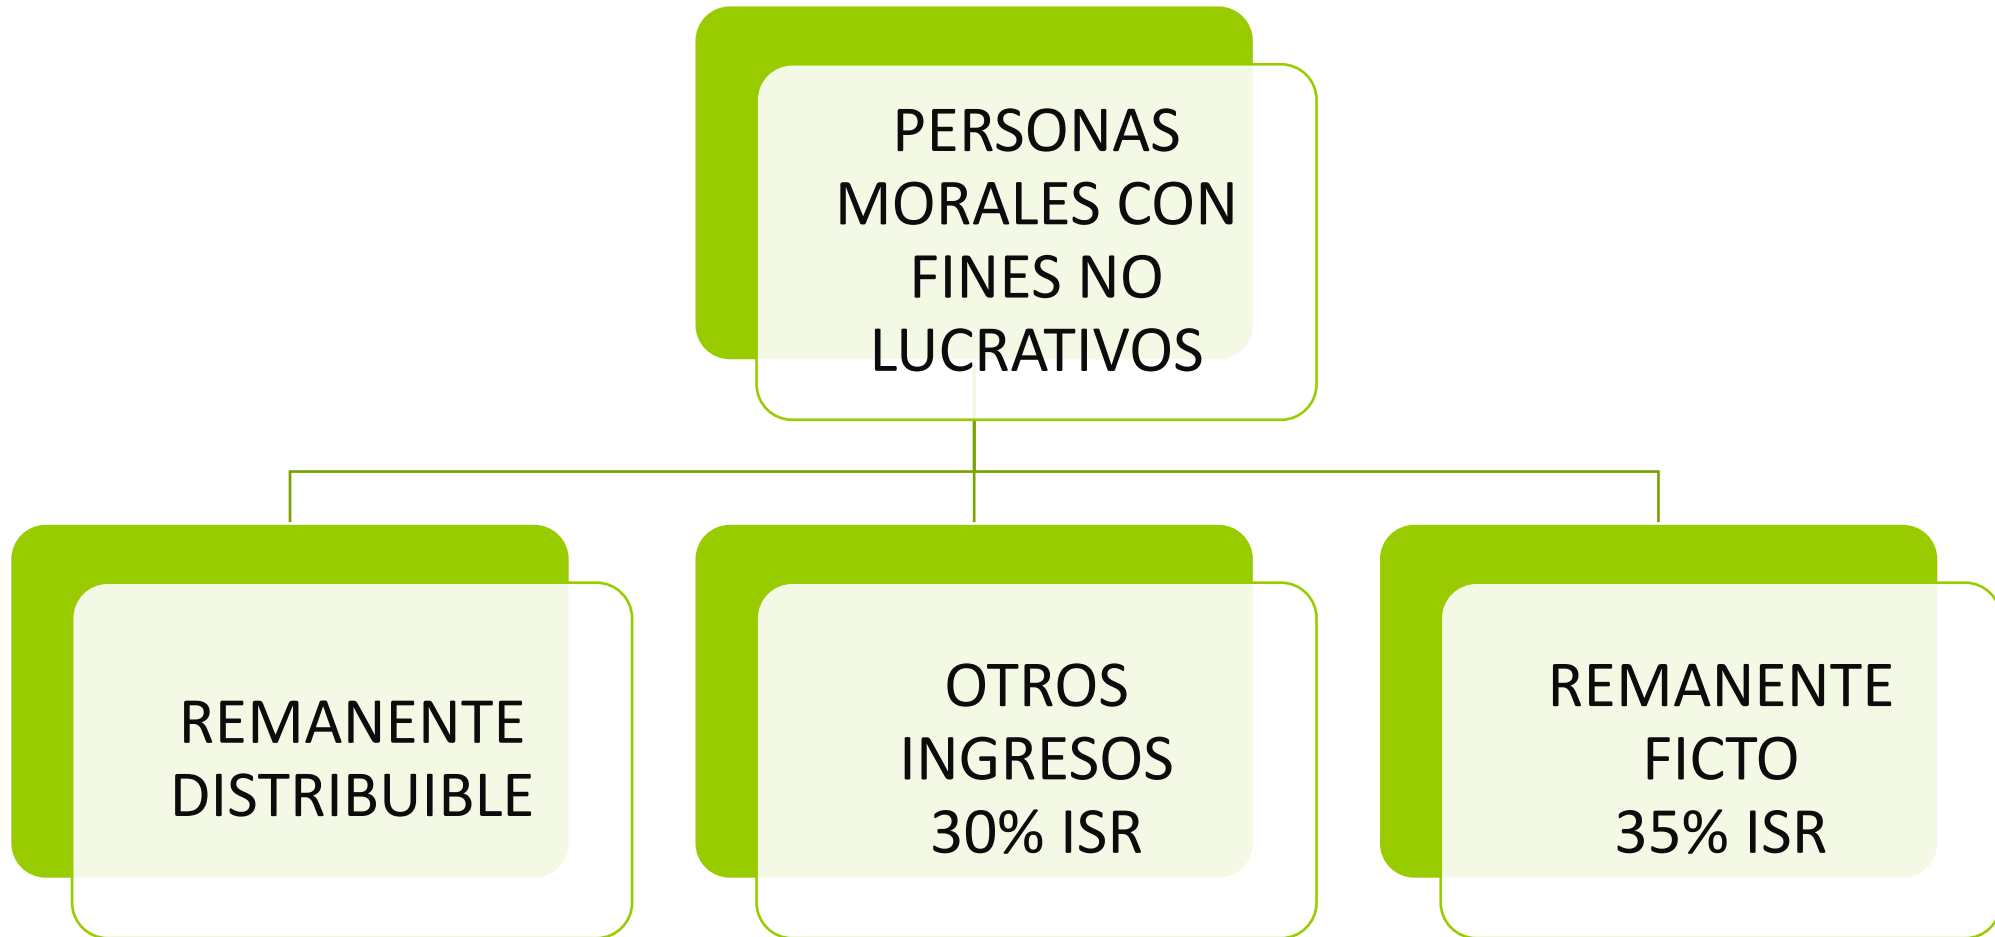 PERSONAS
MORALES CON
FINES NO
LUCRATIVOS
REMANENTE
DISTRIBUIBLE
OTROS
INGRESOS
30% ISR
REMANENTE
FICTO
35% ISR